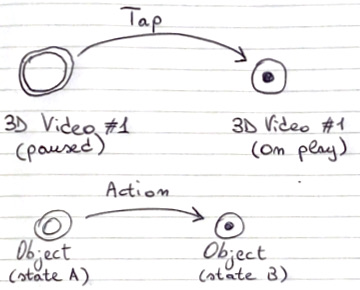 Tap
3D Video #1
(paused)
3D Video #1
(on play)
Action
Object
(state A)
Object
(state B)